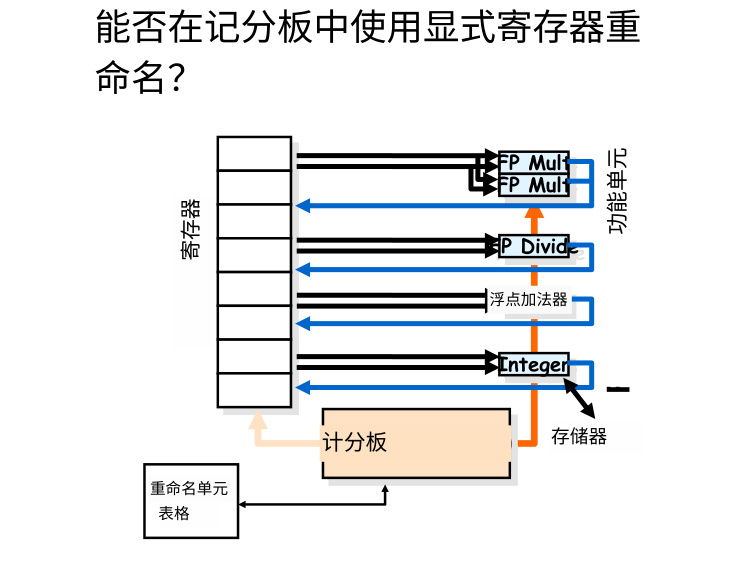 能否在记分板中使用显式寄存器重
命名？
FP Mult
FP Mult
功能单元
寄存器
FP Divide
浮点加法器
Integer
存储器
计分板
重命名单元
表格